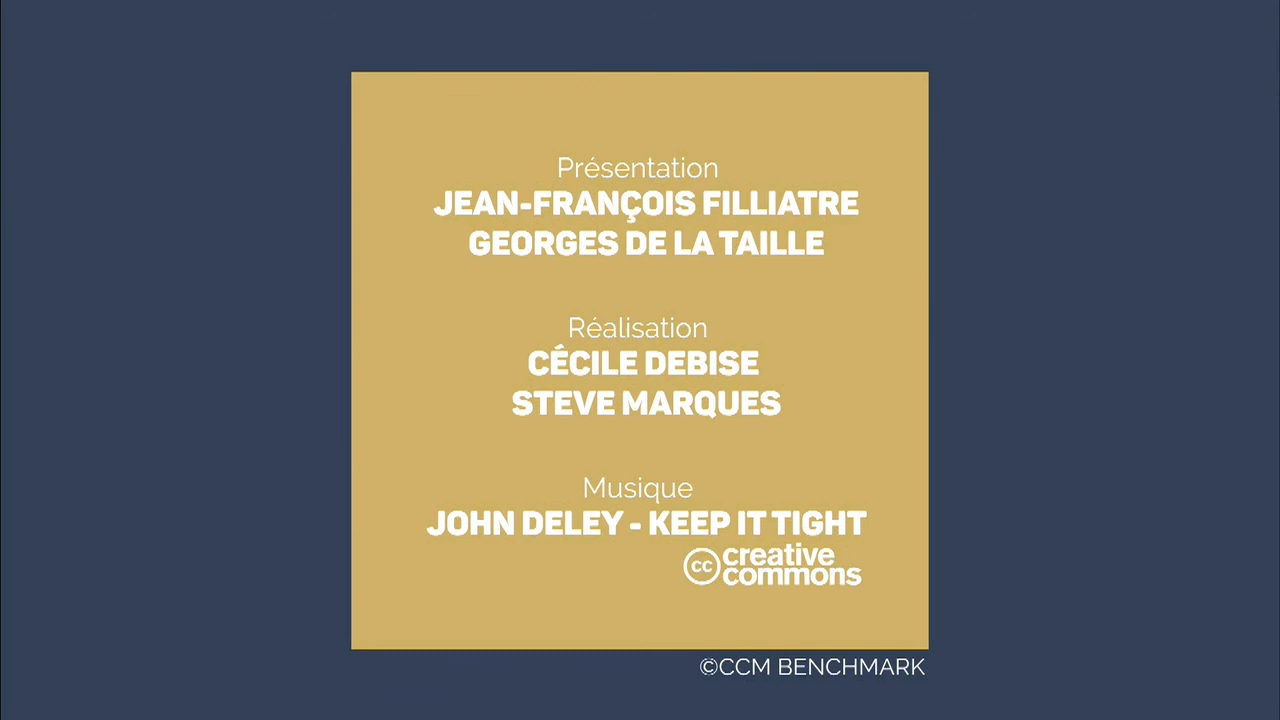 Présentation
JEAN-FRANÇOIS FILLIATRE
GEORGES DE LA TAILLE
Réalisation
CÉCILE DEBISE
STEVE MARQUES
Musique
JOHN DELEY - KEEP IT TIGHT
cc creative
commons
©CCM BENCHMARK